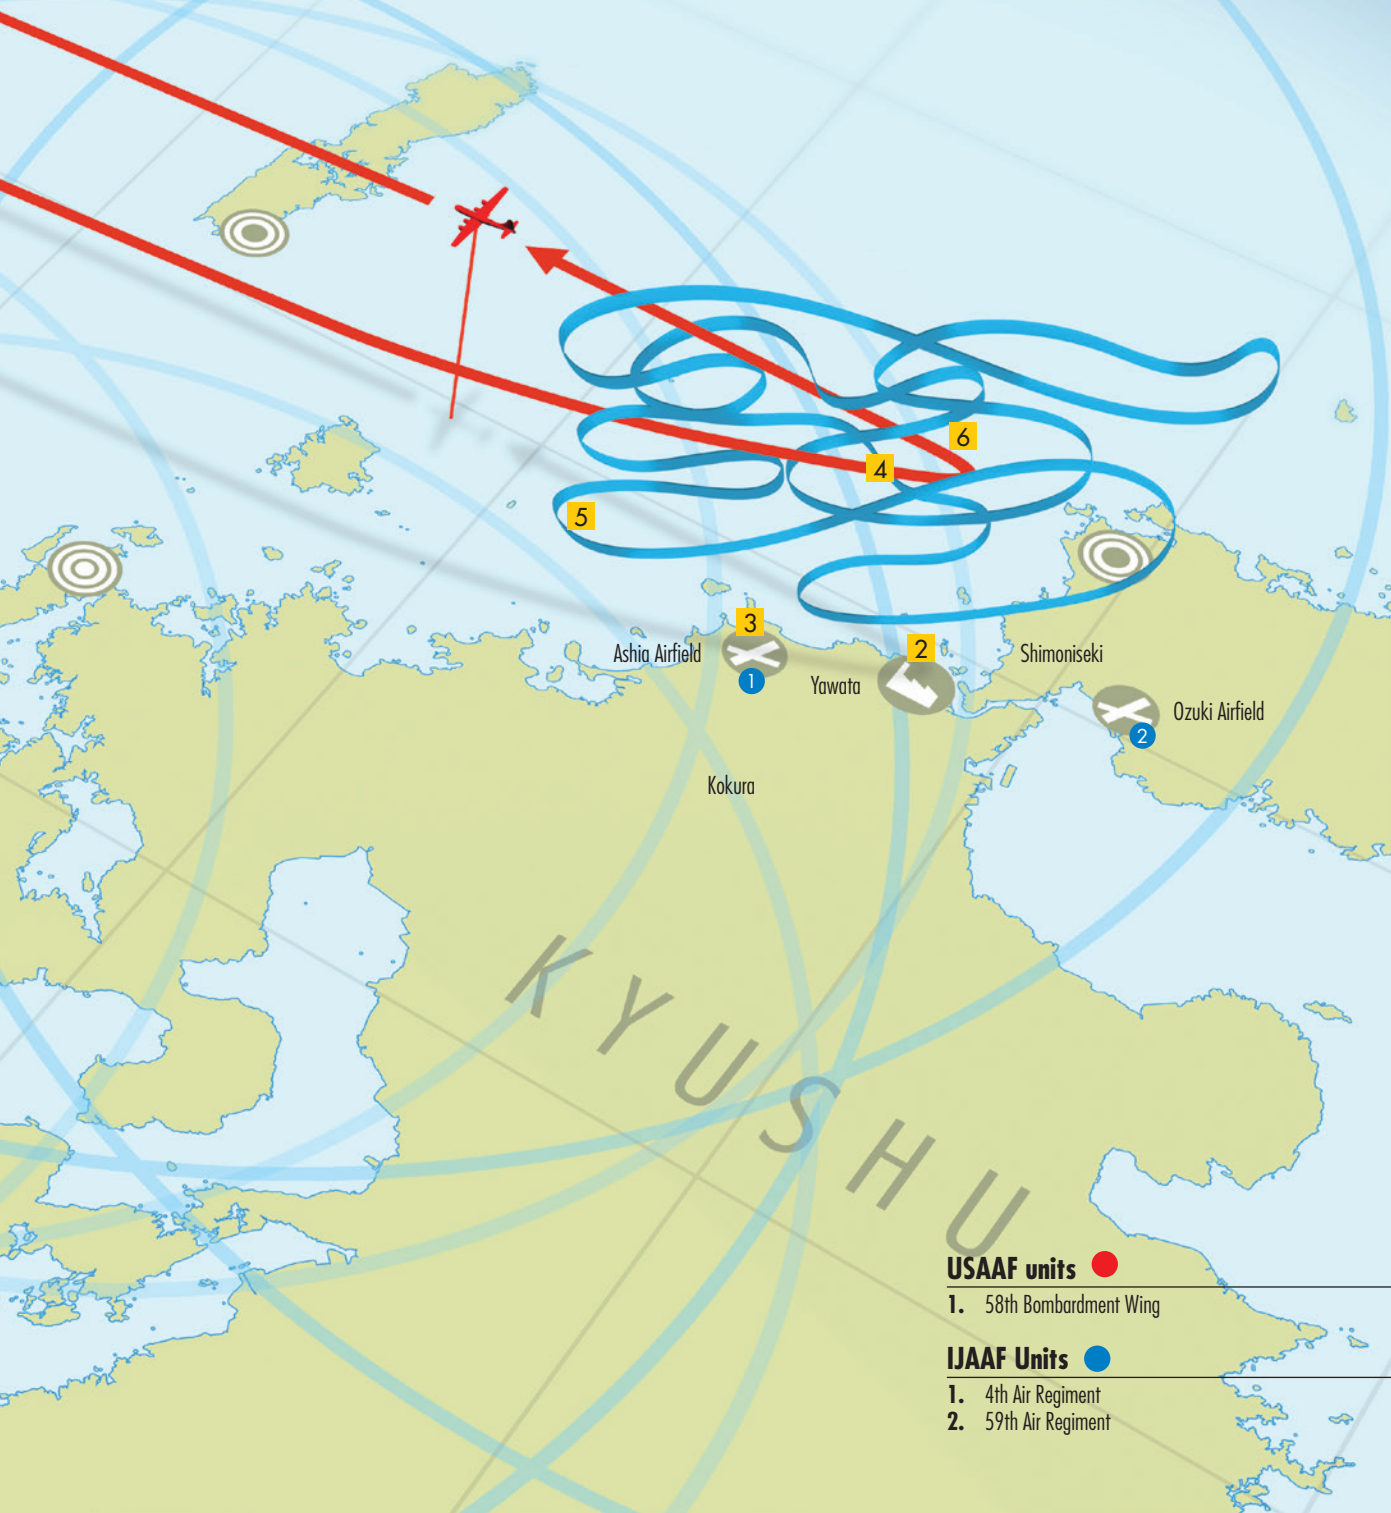 6
4
5
3
Ashia Airfield
1
2
Yawata
Shimoniseki
Ozuki Airfield
2
Kokura
KYUSHU
USAAF units
1. 58th Bombardment Wing
IJAAF Units
1. 4th Air Regiment
2. 59th Air Regiment